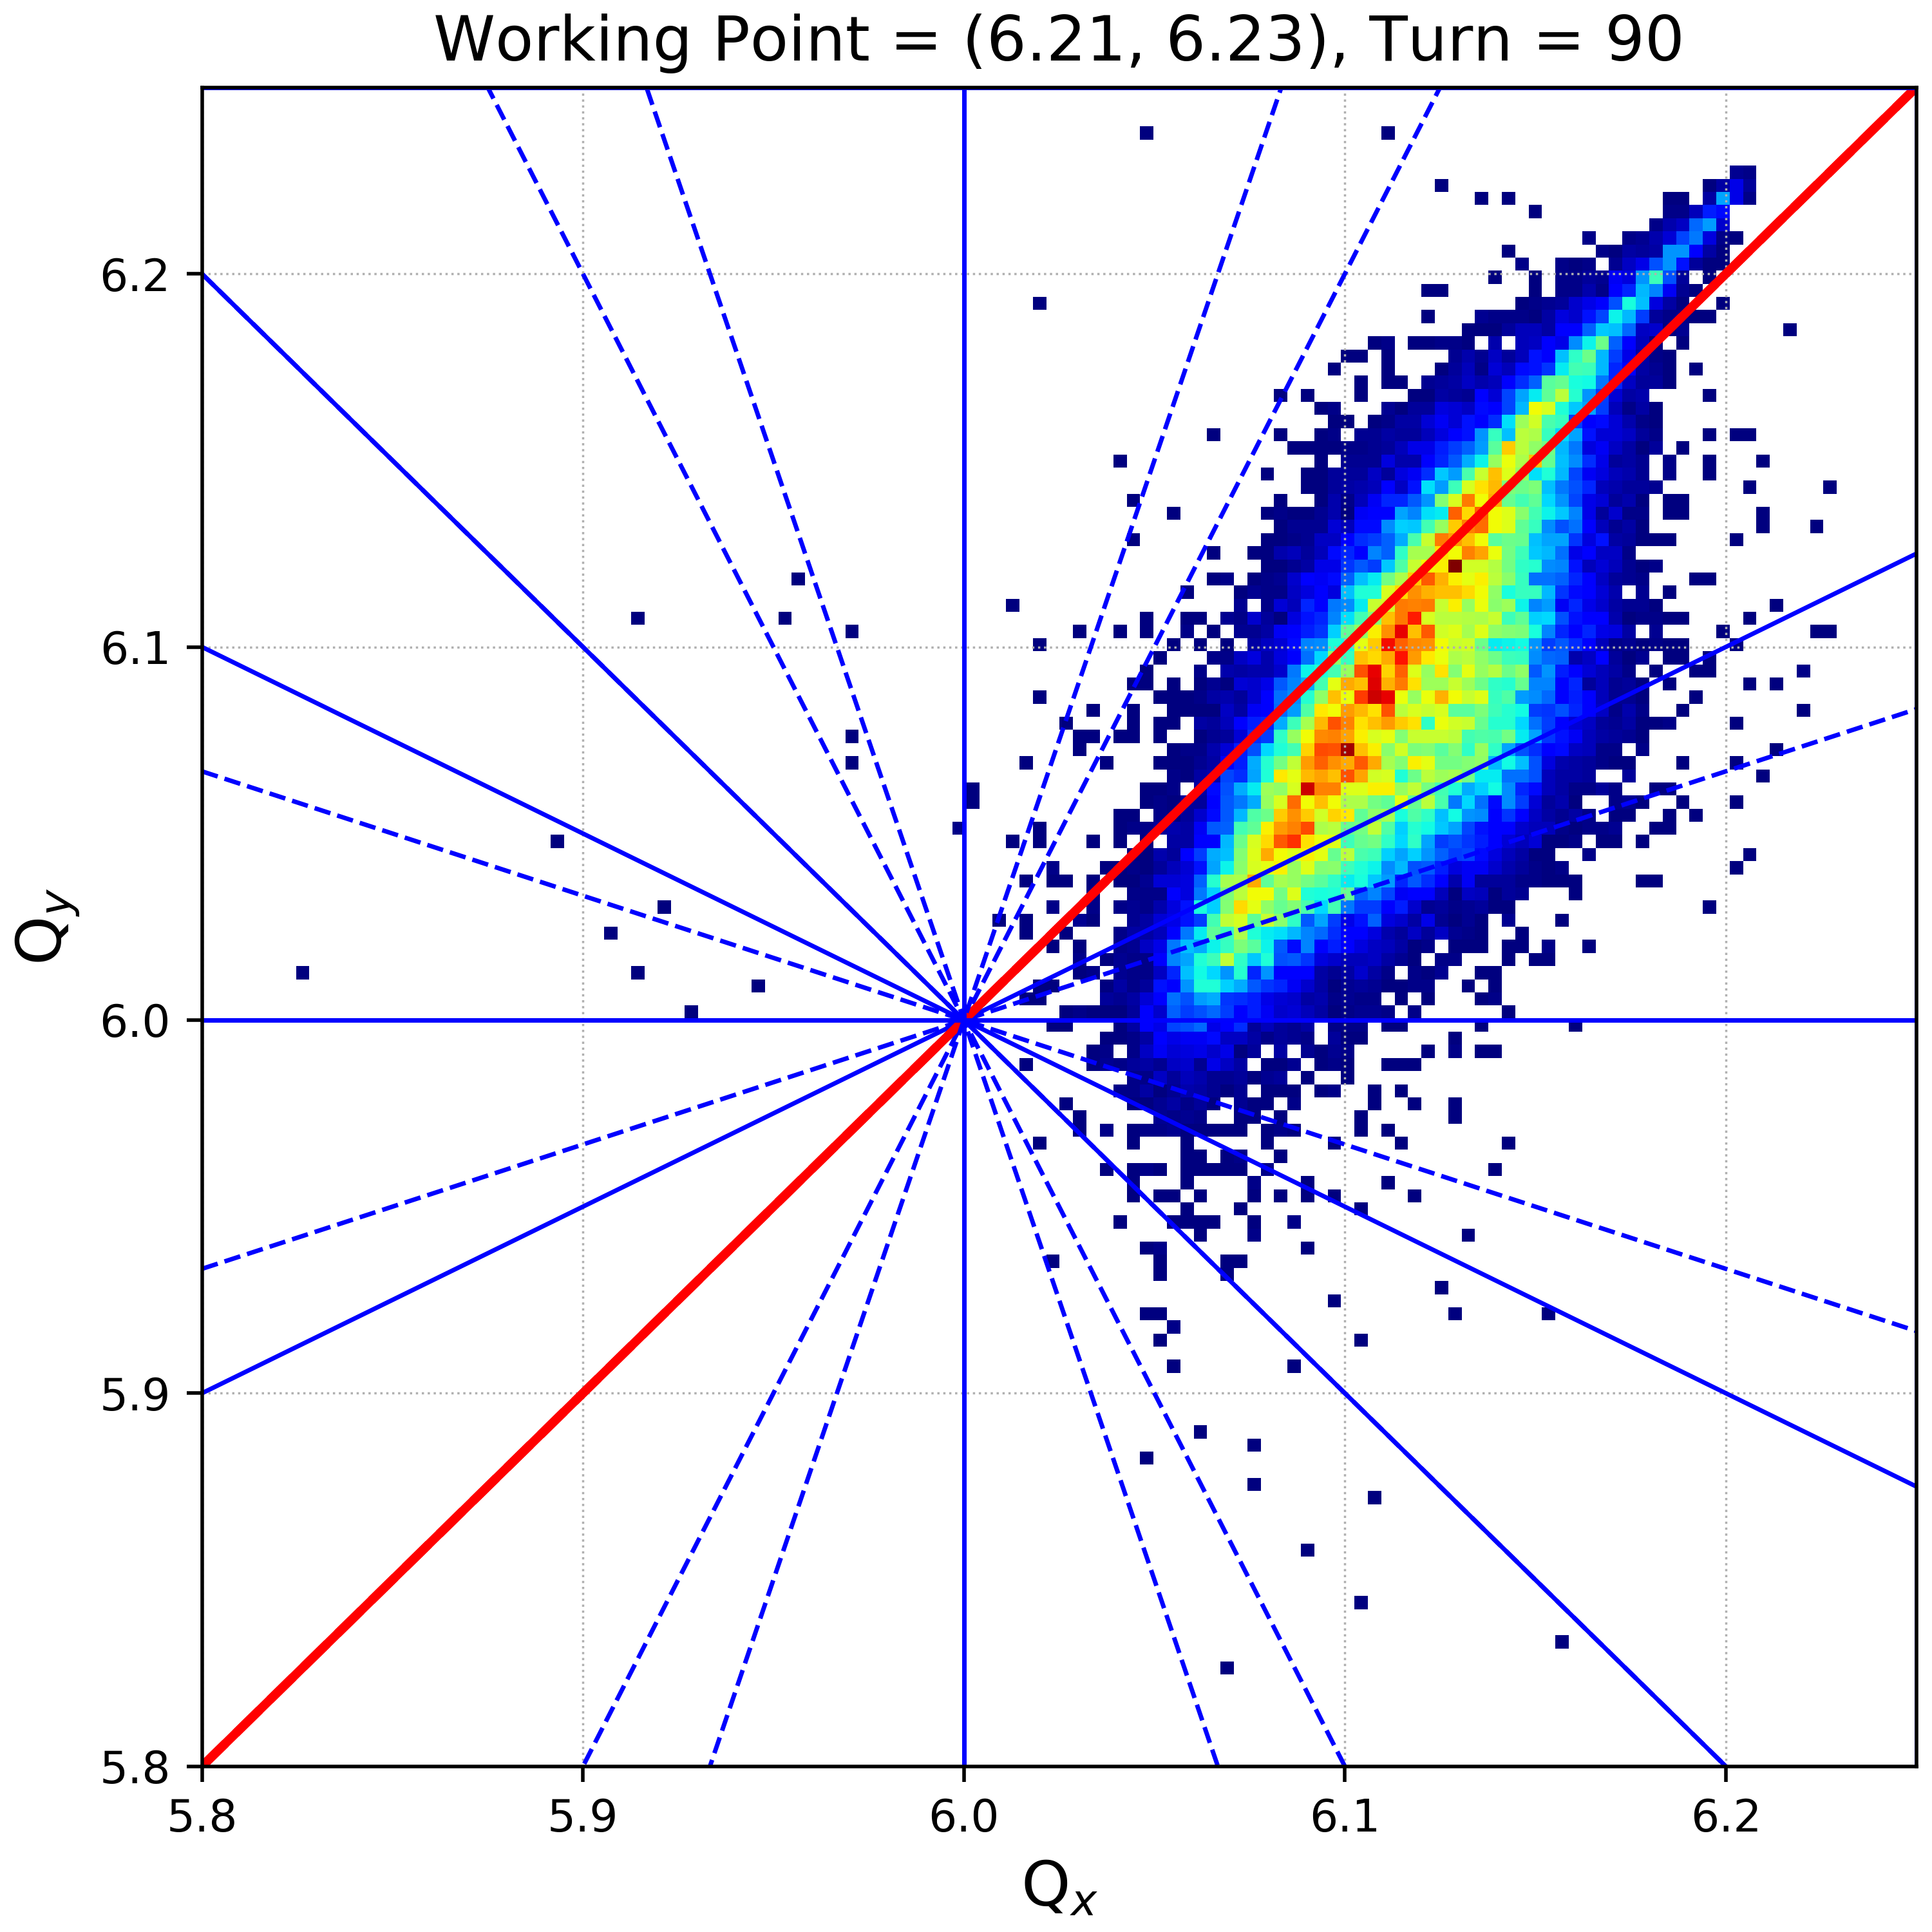 Working Point = (6.21, 6.23), Turn = 90
6.2
6.1
6.0
5.9
5.8
Qy
5.8 5.9 6.0 6.1 6.2
Qx